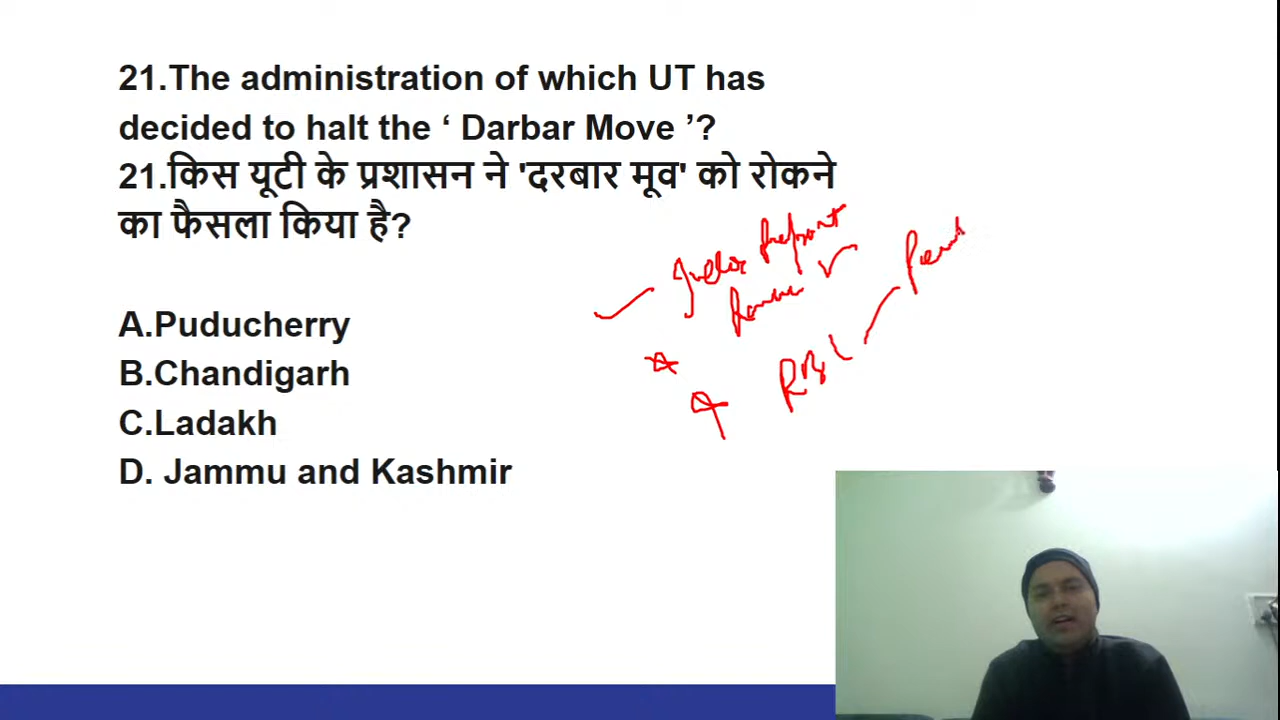 21.The administration of which UT has
decided to halt the ‘ Darbar Move ’?
21.किस यूटी के प्रशासन ने 'दरबार मूव' को रोकने
का फैसला किया है?
A.Puducherry
B.Chandigarh
C.Ladakh
D. Jammu and Kashmir